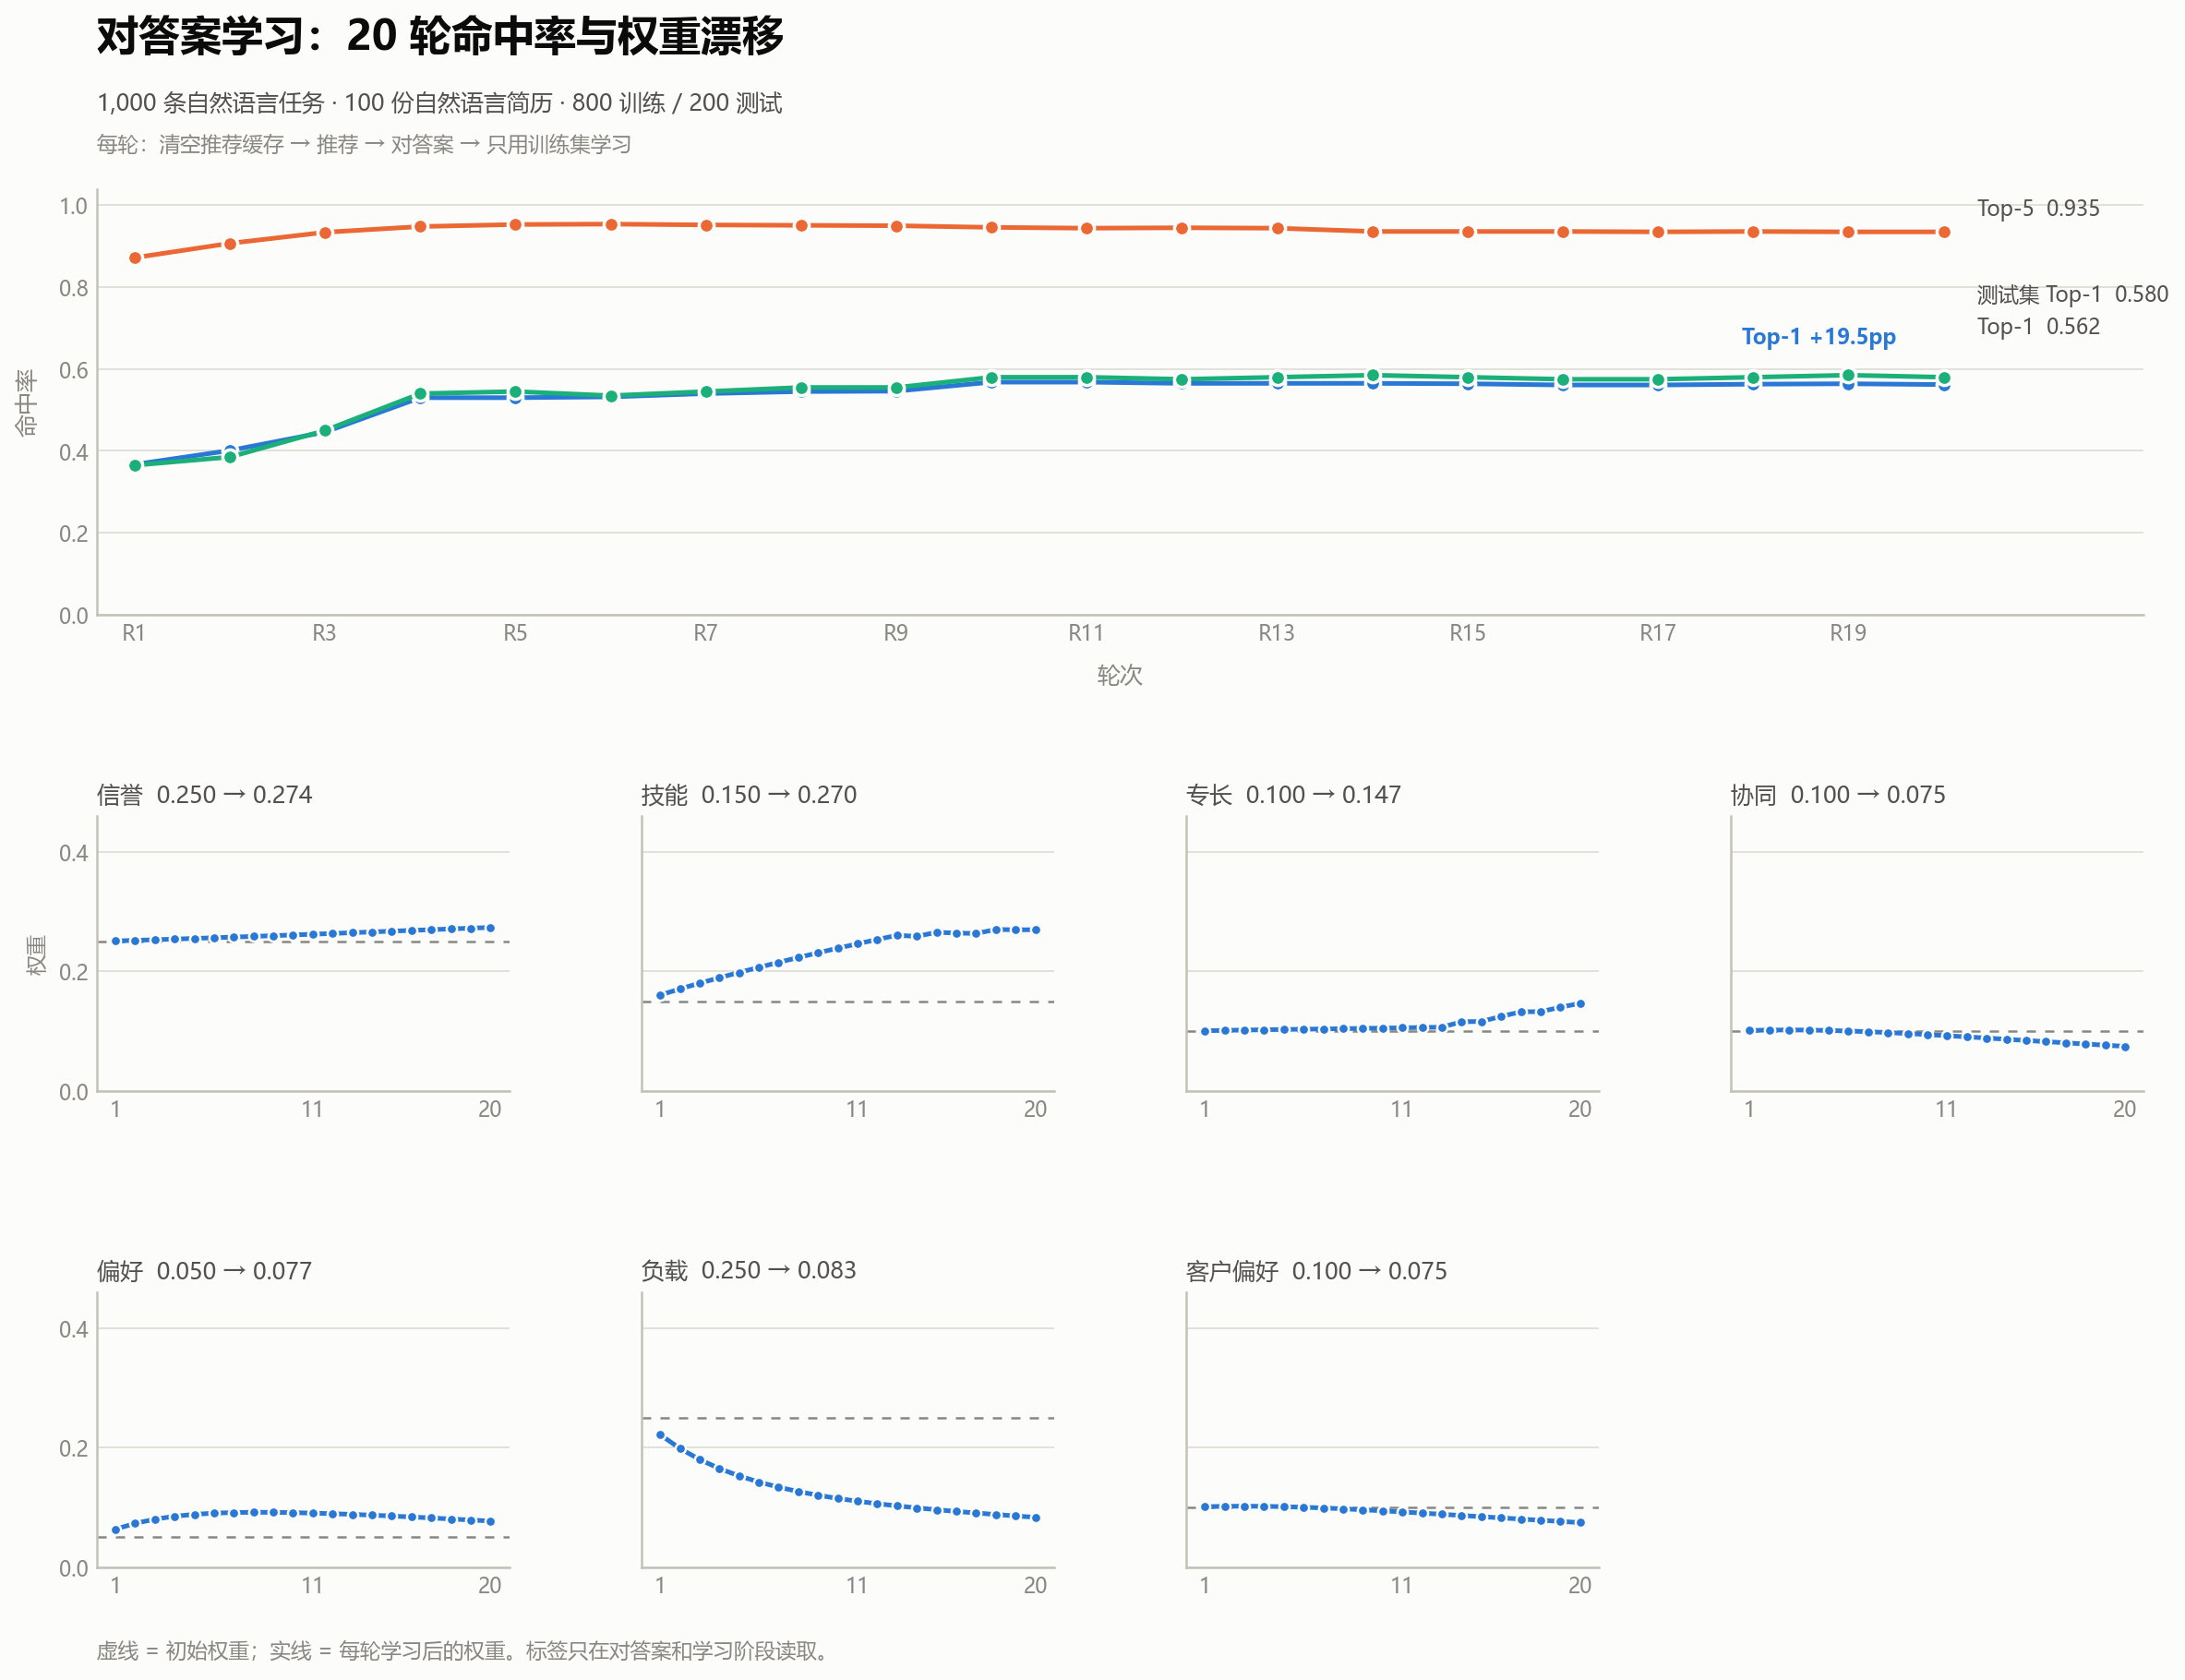 对答案学习：20 轮命中率与权重漂移
1,000 条自然语言任务 · 100 份自然语言简历 · 800 训练 / 200 测试
每轮：清空推荐缓存 → 推荐 → 对答案 → 只用训练集学习
命中率
1.0
0.8
0.6
0.4
0.2
0.0
Top-5 0.935
测试集 Top-1 0.580
Top-1 0.562
Top-1 +19.5pp
R1 R3 R5 R7 R9 R11 R13 R15 R17 R19
轮次
信誉 0.250 → 0.274
技能 0.150 → 0.270
专长 0.100 → 0.147
协同 0.100 → 0.075
权重
0.4
0.2
0.0
1 11 20
1 11 20
1 11 20
1 11 20
偏好 0.050 → 0.077
负载 0.250 → 0.083
客户偏好 0.100 → 0.075
0.4
0.2
0.0
1 11 20
1 11 20
1 11 20
虚线 = 初始权重；实线 = 每轮学习后的权重。标签只在对答案和学习阶段读取。